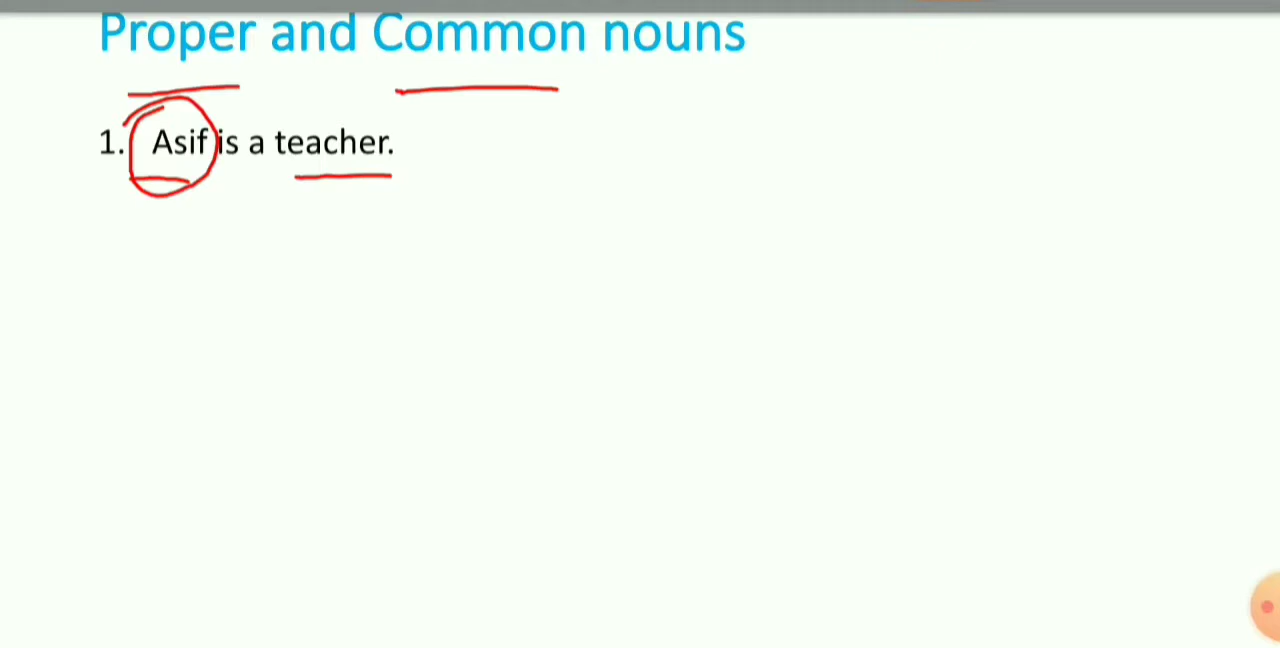 Proper and Common nouns
1. Asif is a teacher.